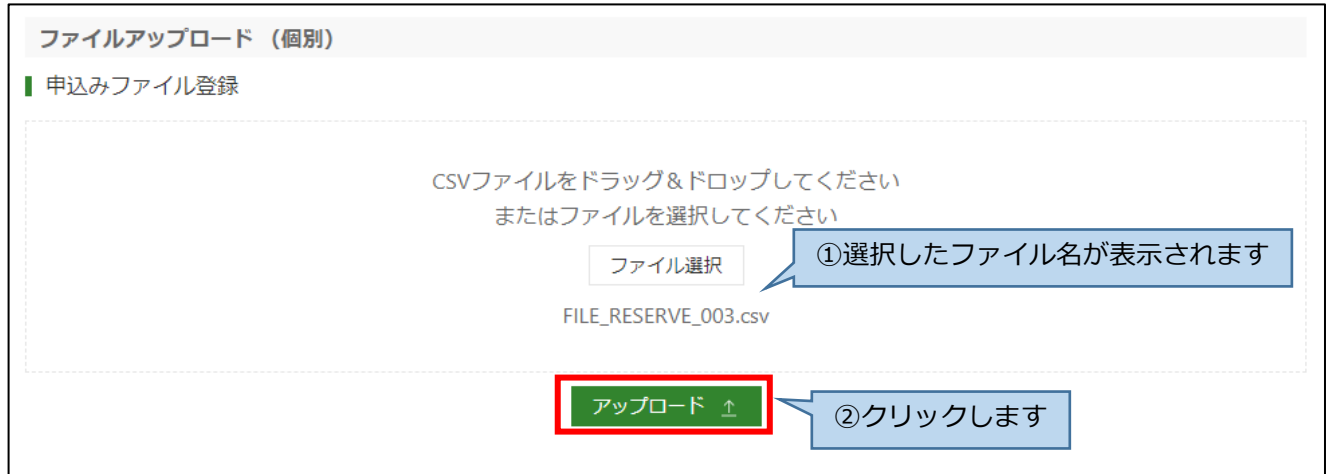 ファイルアップロード （個別）
申込みファイル登録
CSVファイルをドラッグ＆ドロップしてください
またはファイルを選択してください
ファイル選択
①選択したファイル名が表示されます
FILE_RESERVE_003.csv
アップロード
②クリックします